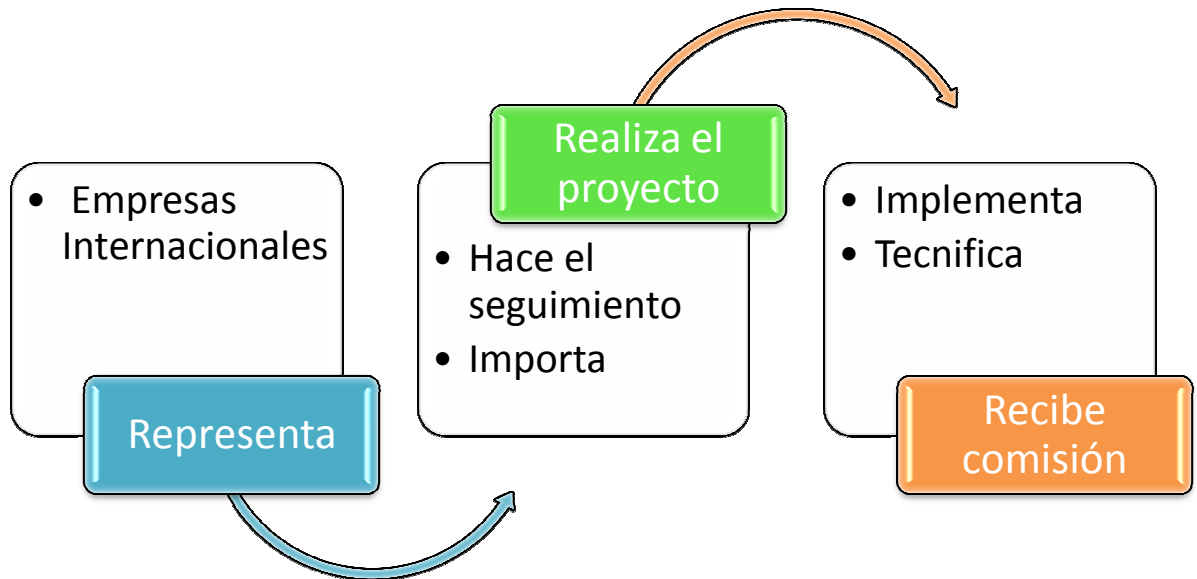 • Empresas
Internacionales
Representa
Realiza el
proyecto
• Hace el
seguimiento
• Importa
• Implementa
• Tecnifica
Recibe
comisión